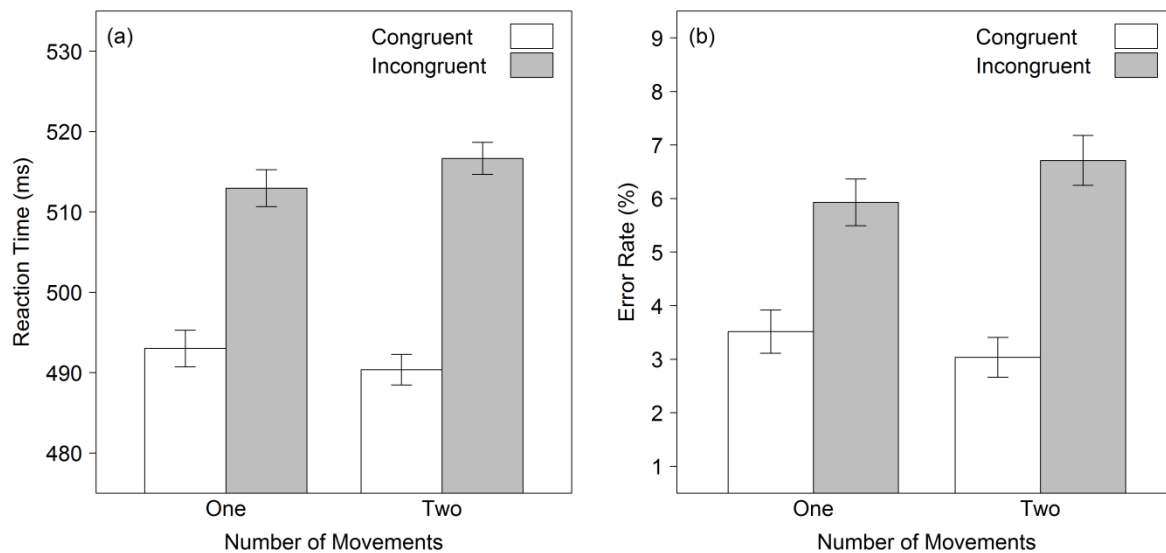 (a)
Congruent
Incongruent
530
520
510
500
490
480
Reaction Time (ms)
One Two
Number of Movements
(b)
Congruent
Incongruent
9
8
7
6
5
4
3
2
1
Error Rate (%)
One Two
Number of Movements